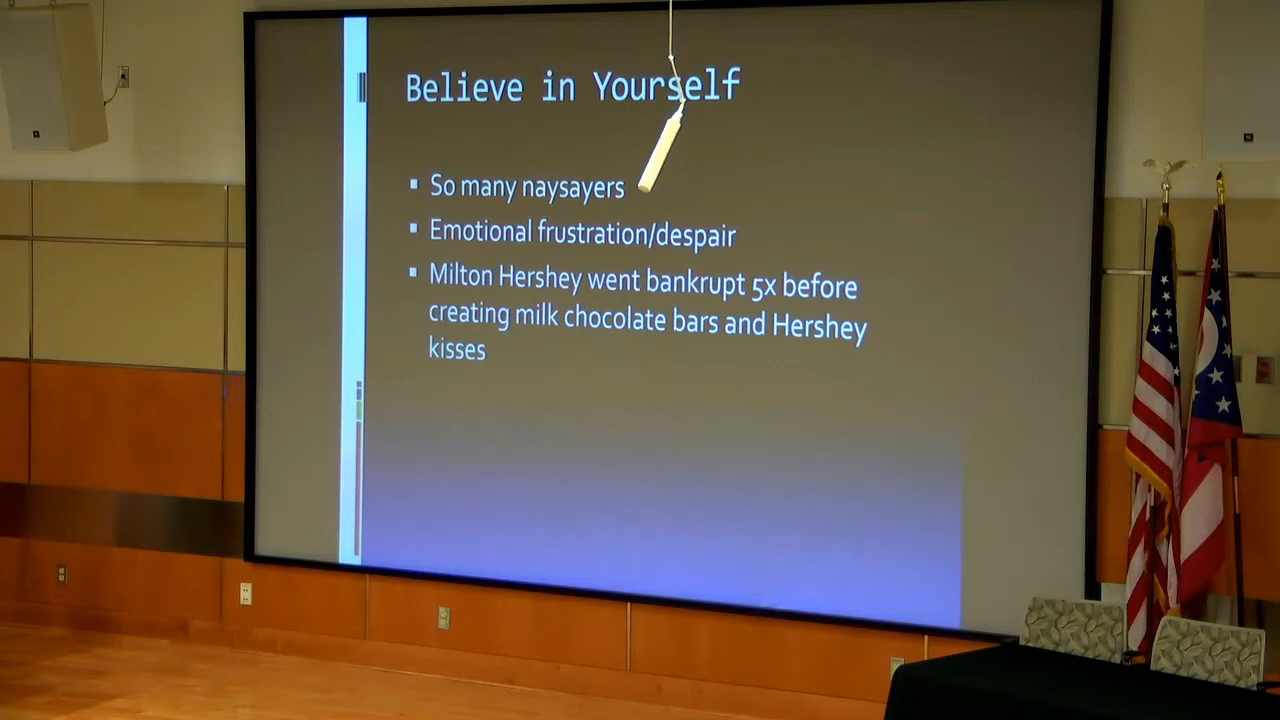 Believe in Yourself
▪ So many naysayers
▪ Emotional frustration/despair
▪ Milton Hershey went bankrupt 5x before
creating milk chocolate bars and Hershey
kisses